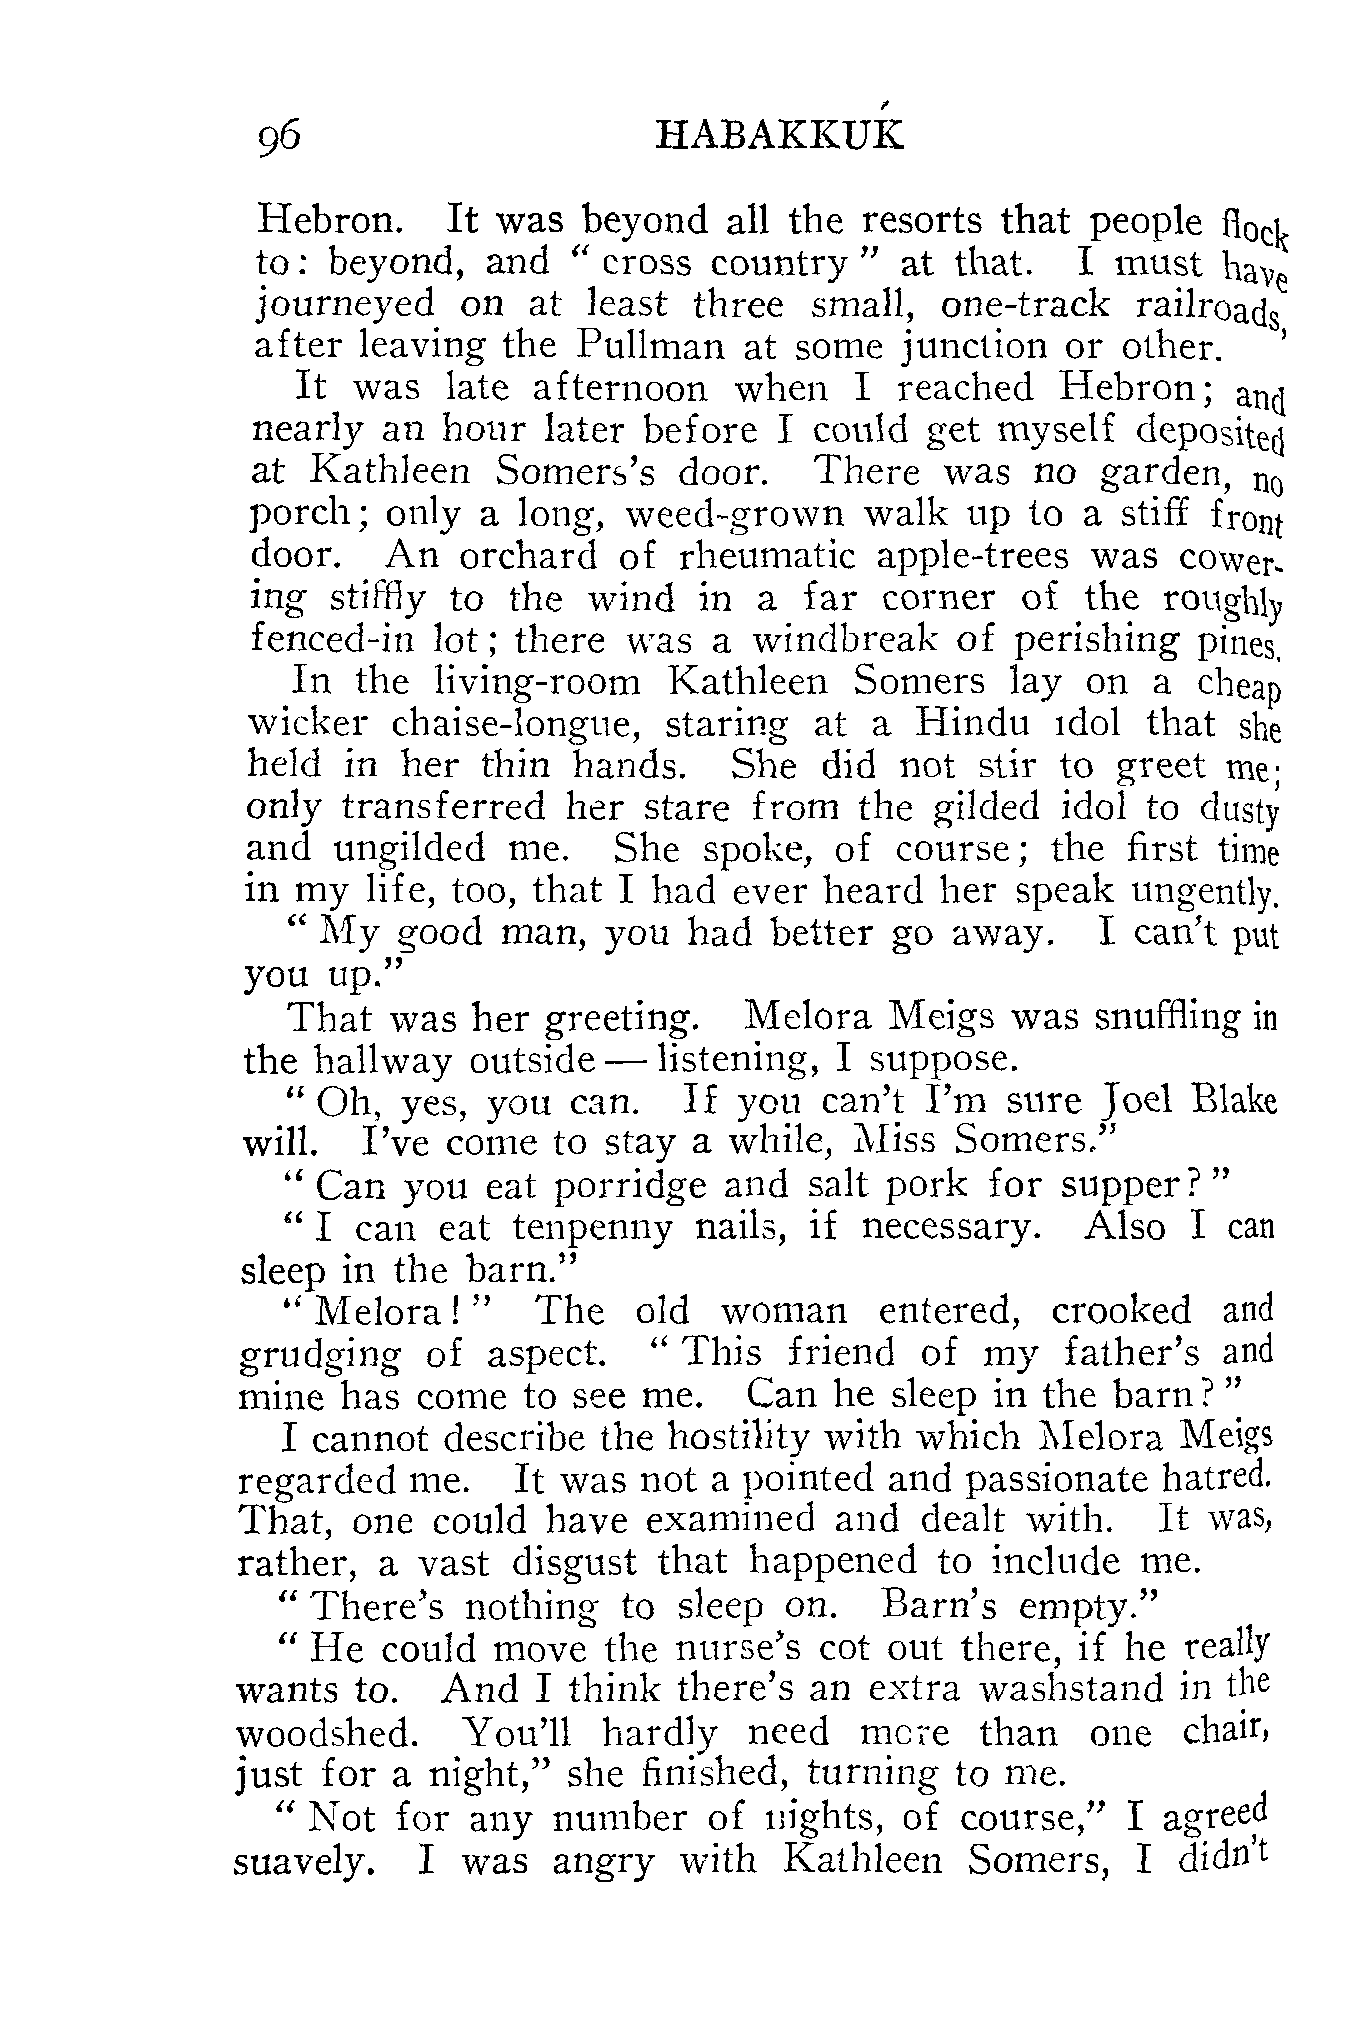 96 HABAKKUK
Hebron. It was beyond all the resorts that people flock
to: beyond, and " cross country " at that. I must have
journeyed on at least three small, one-track railroads,
after leaving the Pullman at some junction or other.
It was late afternoon when I reached Hebron; and
nearly an hour later before I could get myself deposited
at Kathleen Somers's door. There was no garden, no
porch; only a long, weed-grown walk up to a stiff front
door. An orchard of rheumatic apple-trees was cower-
ing stiffly to the wind in a far corner of the roughly
fenced-in lot; there was a windbreak of perishing pines.
In the living-room Kathleen Somers lay on a cheap
wicker chaise-longue, staring at a Hindu idol that she
held in her thin hands. She did not stir to greet me;
only transferred her stare from the gilded idol to dusty
and ungilded me. She spoke, of course; the first time
in my life, too, that I had ever heard her speak ungently.
" My good man, you had better go away. I can't put
you up."
That was her greeting. Melora Meigs was snuffling in
the hallway outside — listening, I suppose.
" Oh, yes, you can. If you can't I'm sure Joel Blake
will. I've come to stay a while, Miss Somers."
" Can you eat porridge and salt pork for supper? "
" I can eat tenpenny nails, if necessary. Also I can
sleep in the barn."
" Melora! " The old woman entered, crooked and
grudging of aspect. " This friend of my father's and
mine has come to see me. Can he sleep in the barn? "
I cannot describe the hostility with which Melora Meigs
regarded me. It was not a pointed and passionate hatred.
That, one could have examined and dealt with. It was,
rather, a vast disgust that happened to include me.
" There's nothing to sleep on. Barn's empty."
" He could move the nurse's cot out there, if he really
wants to. And I think there's an extra washstand in the
woodshed. You'll hardly need more than one chair,
just for a night," she finished, turning to me.
" Not for any number of nights, of course," I agreed
suavely. I was angry with Kathleen Somers, I didn't